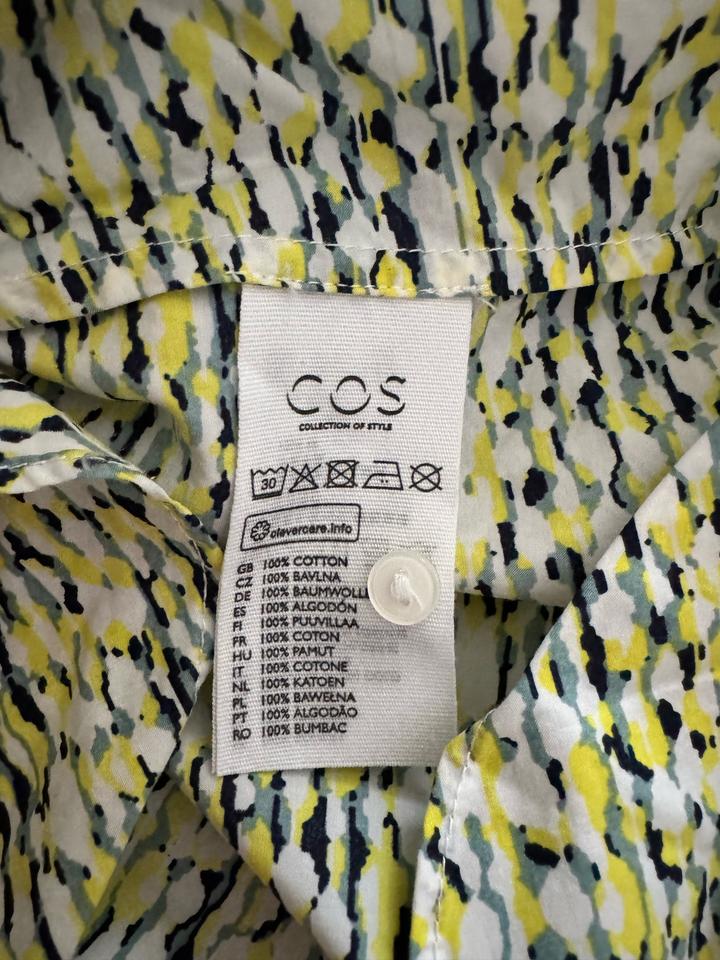 COS
COLLECTION OF STYLE
30
clevercare.info
GB 100% COTTON
CZ 100% BAVLNA
DE 100% BAUMWOLL
ES 100% ALGODÓN
FI 100% PUUVILLAA
FR 100% COTON
HU 100% PAMUT
IT 100% COTONE
NL 100% KATOEN
PL 100% BAWEŁNA
PT 100% ALGODÃO
RO 100% BUMBAC